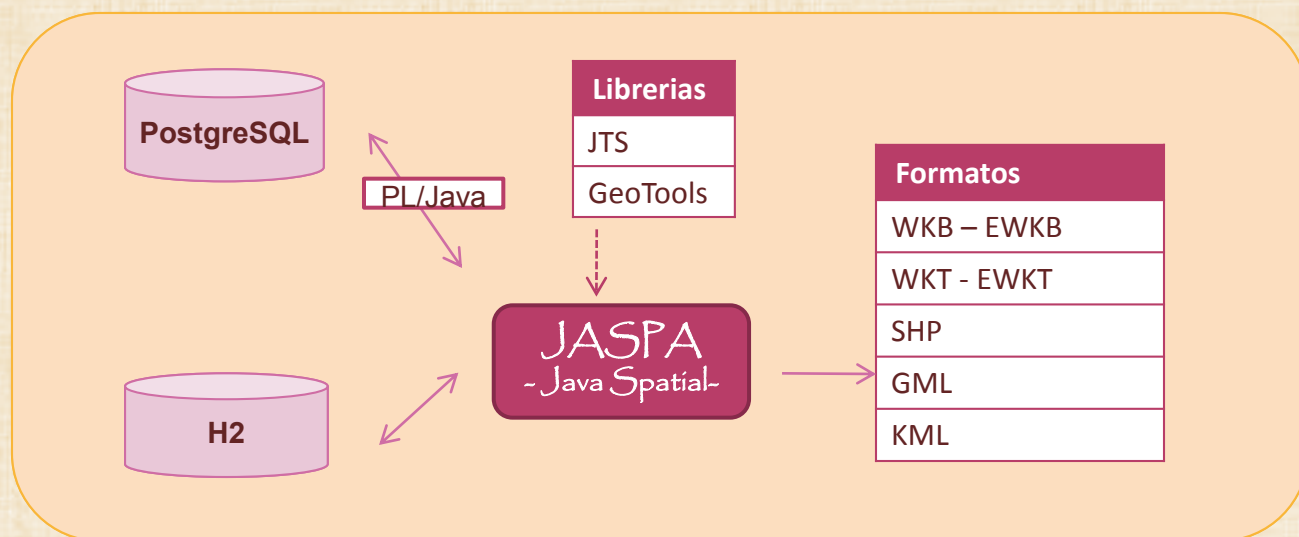 PostgreSQL
PL/Java
H2
Librerias
JTS
GeoTools
JASPA
- Java Spatial-
Formatos
WKB – EWKB
WKT - EWKT
SHP
GML
KML